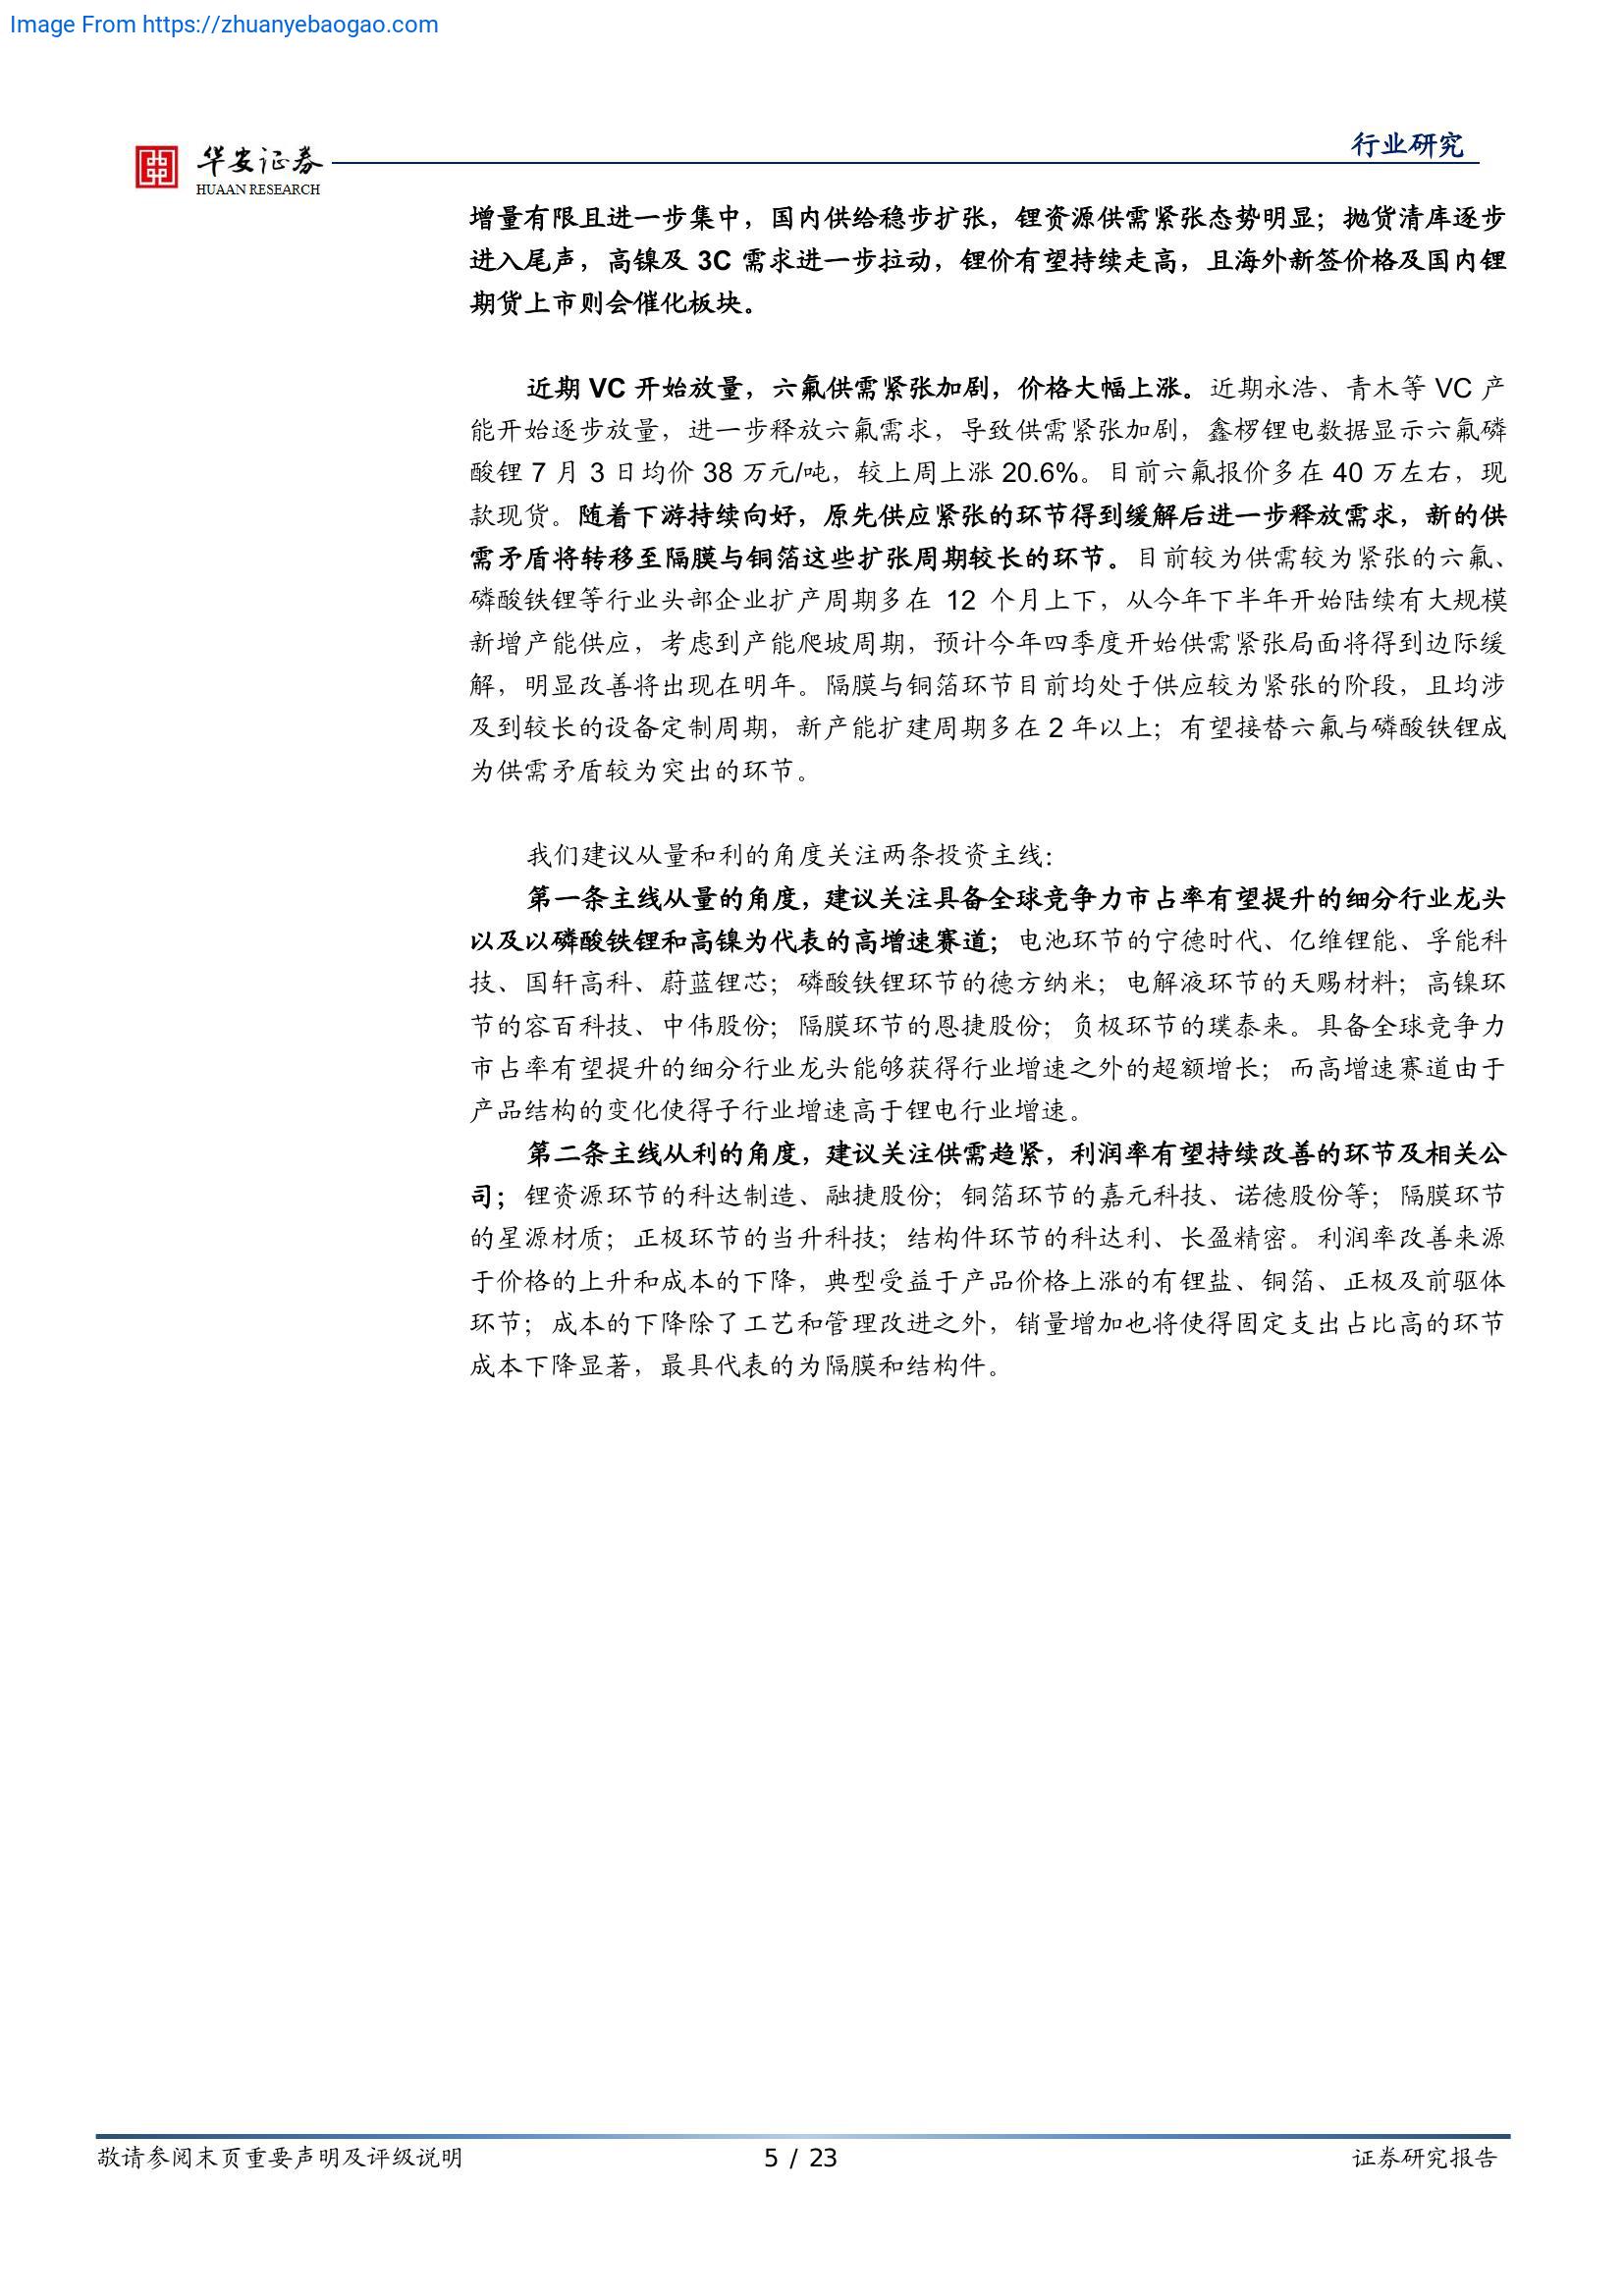 Image From https://zhuanyebaogao.com
华安证券
HUAAN RESEARCH
行业研究
增量有限且进一步集中，国内供给稳步扩张，锂资源供需紧张态势明显；抛货清库逐步
进入尾声，高镍及 3C 需求进一步拉动，锂价有望持续走高，且海外新签价格及国内锂
期货上市则会催化板块。
近期 VC 开始放量，六氟供需紧张加剧，价格大幅上涨。近期永浩、青木等 VC 产
能开始逐步放量，进一步释放六氟需求，导致供需紧张加剧，鑫椤锂电数据显示六氟磷
酸锂 7 月 3 日均价 38 万元/吨，较上周上涨 20.6%。目前六氟报价多在 40 万左右，现
款现货。随着下游持续向好，原先供应紧张的环节得到缓解后进一步释放需求，新的供
需矛盾将转移至隔膜与铜箔这些扩张周期较长的环节。目前较为供需较为紧张的六氟、
磷酸铁锂等行业头部企业扩产周期多在 12 个月上下，从今年下半年开始陆续有大规模
新增产能供应，考虑到产能爬坡周期，预计今年四季度开始供需紧张局面将得到边际缓
解，明显改善将出现在明年。隔膜与铜箔环节目前均处于供应较为紧张的阶段，且均涉
及到较长的设备定制周期，新产能扩建周期多在 2 年以上；有望接替六氟与磷酸铁锂成
为供需矛盾较为突出的环节。
我们建议从量和利的角度关注两条投资主线：
第一条主线从量的角度，建议关注具备全球竞争力市占率有望提升的细分行业龙头
以及以磷酸铁锂和高镍为代表的高增速赛道；电池环节的宁德时代、亿维锂能、孚能科
技、国轩高科、蔚蓝锂芯；磷酸铁锂环节的德方纳米；电解液环节的天赐材料；高镍环
节的容百科技、中伟股份；隔膜环节的恩捷股份；负极环节的璞泰来。具备全球竞争力
市占率有望提升的细分行业龙头能够获得行业增速之外的超额增长；而高增速赛道由于
产品结构的变化使得子行业增速高于锂电行业增速。
第二条主线从利的角度，建议关注供需趋紧，利润率有望持续改善的环节及相关公
司；锂资源环节的科达制造、融捷股份；铜箔环节的嘉元科技、诺德股份等；隔膜环节
的星源材质；正极环节的当升科技；结构件环节的科达利、长盈精密。利润率改善来源
于价格的上升和成本的下降，典型受益于产品价格上涨的有锂盐、铜箔、正极及前驱体
环节；成本的下降除了工艺和管理改进之外，销量增加也将使得固定支出占比高的环节
成本下降显著，最具代表的为隔膜和结构件。
敬请参阅末页重要声明及评级说明
5 / 23
证券研究报告